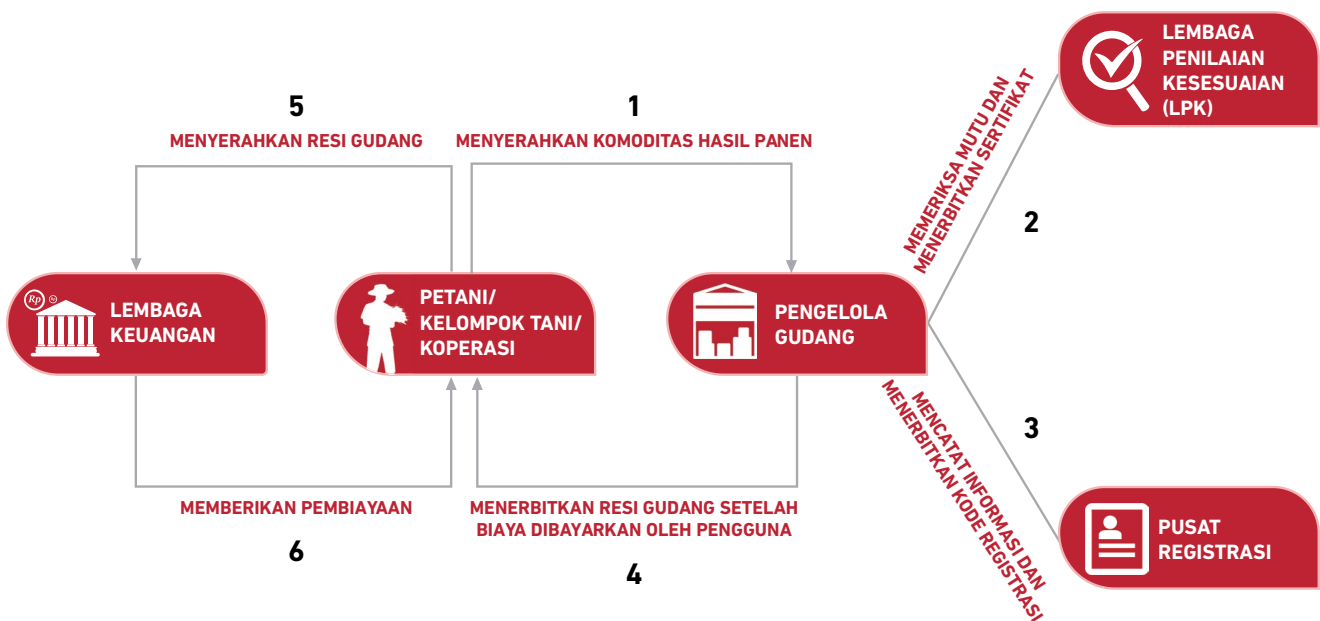 LEMBAGA
PENILAIAN
KESESUAIAN
(LPK)
5
MENYERAHKAN RESI GUDANG
1
MENYERAHKAN KOMODITAS HASIL PANEN
MEMERIKSA MUTU DAN
MENERBITKAN SERTIFIKAT
2
Rp
LEMBAGA
KEUANGAN
PETANI/
KELOMPOK TANI/
KOPERASI
PENGELOLA
GUDANG
MENCATAT INFORMASI DAN
MENERBITKAN KODE REGISTRASI
3
MEMBERIKAN PEMBIAYAAN
6
MENERBITKAN RESI GUDANG SETELAH
BIAYA DIBAYARKAN OLEH PENGGUNA
4
PUSAT
REGISTRASI